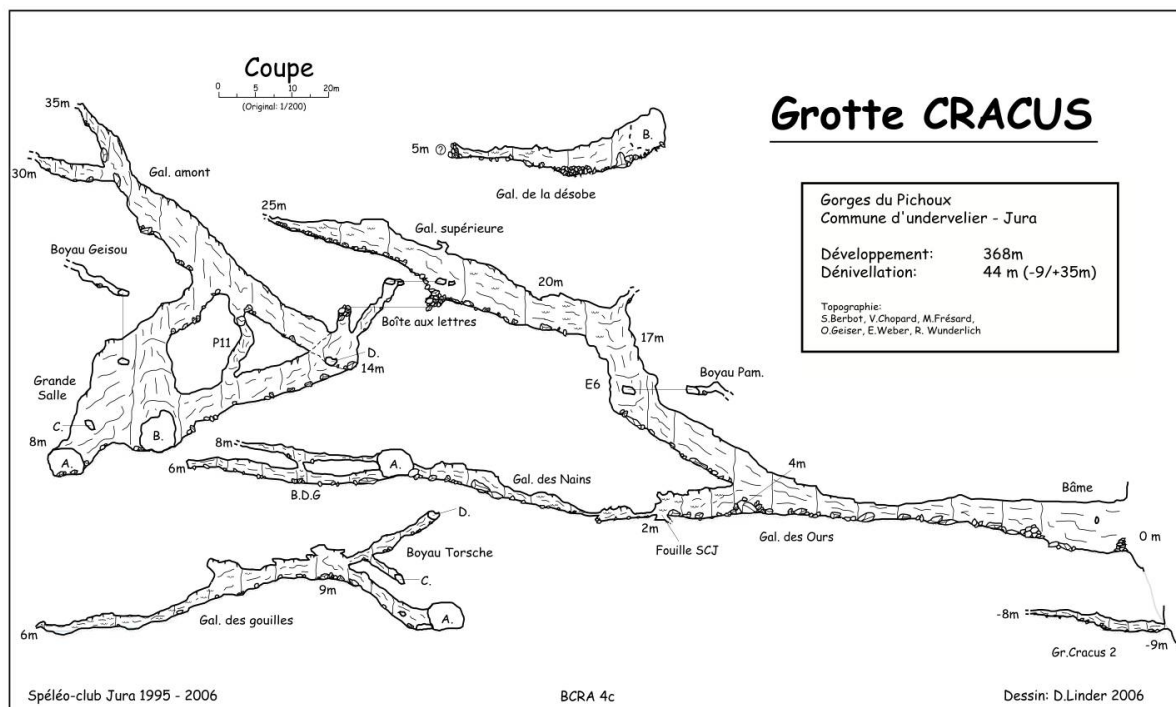 Coupe
0 5 10 20m
(Original: 1/200)
Grotte CRACUS
Gorges du Pichoux
Commune d'undervelier - Jura
Développement: 368m
Dénivellation: 44 m (-9/+35m)
Topographie:
S.Berbot, V.Chopard, M.Frésard,
O.Geiser, E.Weber, R. Wunderlich
35m
30m
Gal. amont
5m ?
B.
Gal. de la désobe
25m
Gal. supérieure
Boyau Geisou
20m
Boîte aux lettres
P11
D.
14m
17m
Grande
Salle
E6
Boyau Pam.
C.
8m
A.
B.
8m
6m
A.
B.D.G
Gal. des Nains
4m
Bâme
2m
Fouille SCJ
Gal. des Ours
0 m
D.
Boyau Torsche
C.
9m
A.
6m
Gal. des gouilles
-8m
-9m
Gr.Cracus 2
Spéléo-club Jura 1995 - 2006
BCRA 4c
Dessin: D.Linder 2006